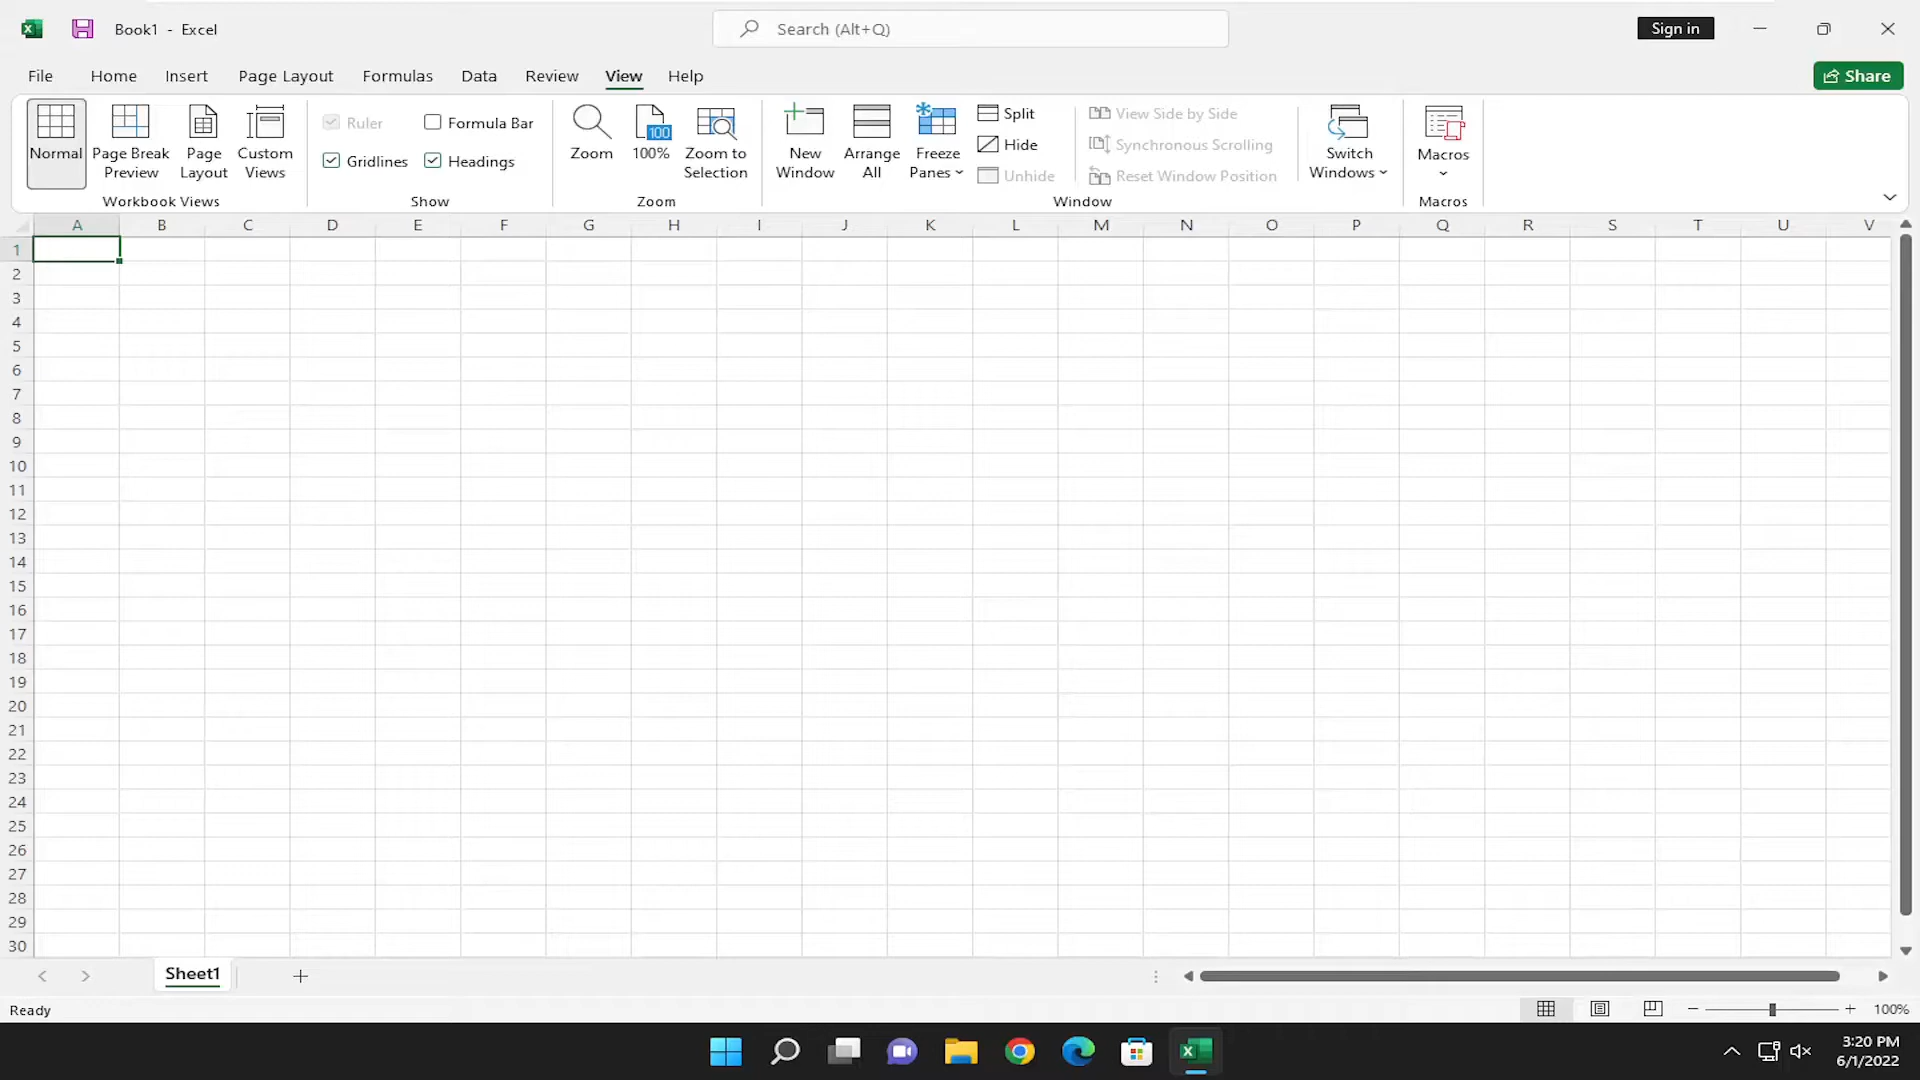 Book1 - Excel
Search (Alt+Q)
Sign in
File Home Insert Page Layout Formulas Data Review View Help
Share
Normal
Page Break Preview
Page Layout
Custom Views
Workbook Views
Ruler
Formula Bar
Gridlines
Headings
Show
Zoom
100
100%
Zoom to Selection
Zoom
New Window
Arrange All
Freeze Panes
Split
Hide
Unhide
View Side by Side
Synchronous Scrolling
Reset Window Position
Switch Windows
Window
Macros
Macros
A B C D E F G H I J K L M N O P Q R S T U V
1
2
3
4
5
6
7
8
9
10
11
12
13
14
15
16
17
18
19
20
21
22
23
24
25
26
27
28
29
30
Sheet1
Ready
100%
3:20 PM
6/1/2022